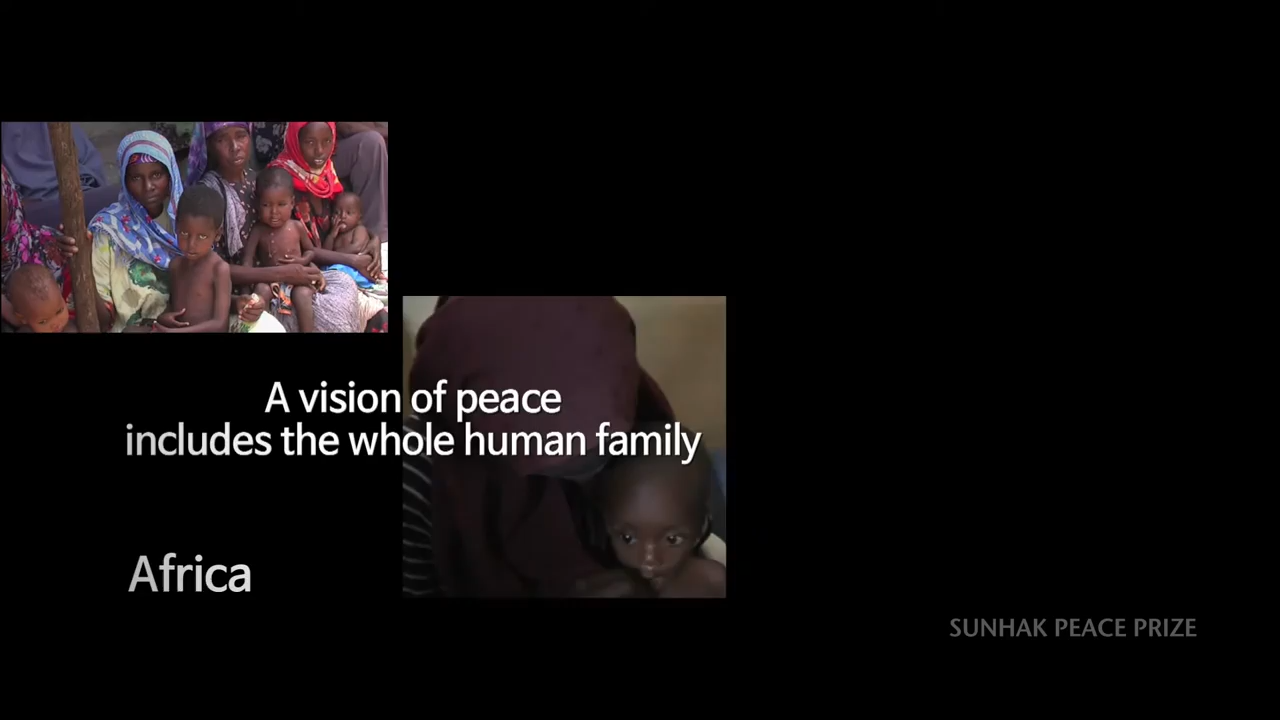 A vision of peace
includes the whole human family
Africa
SUNHAK PEACE PRIZE